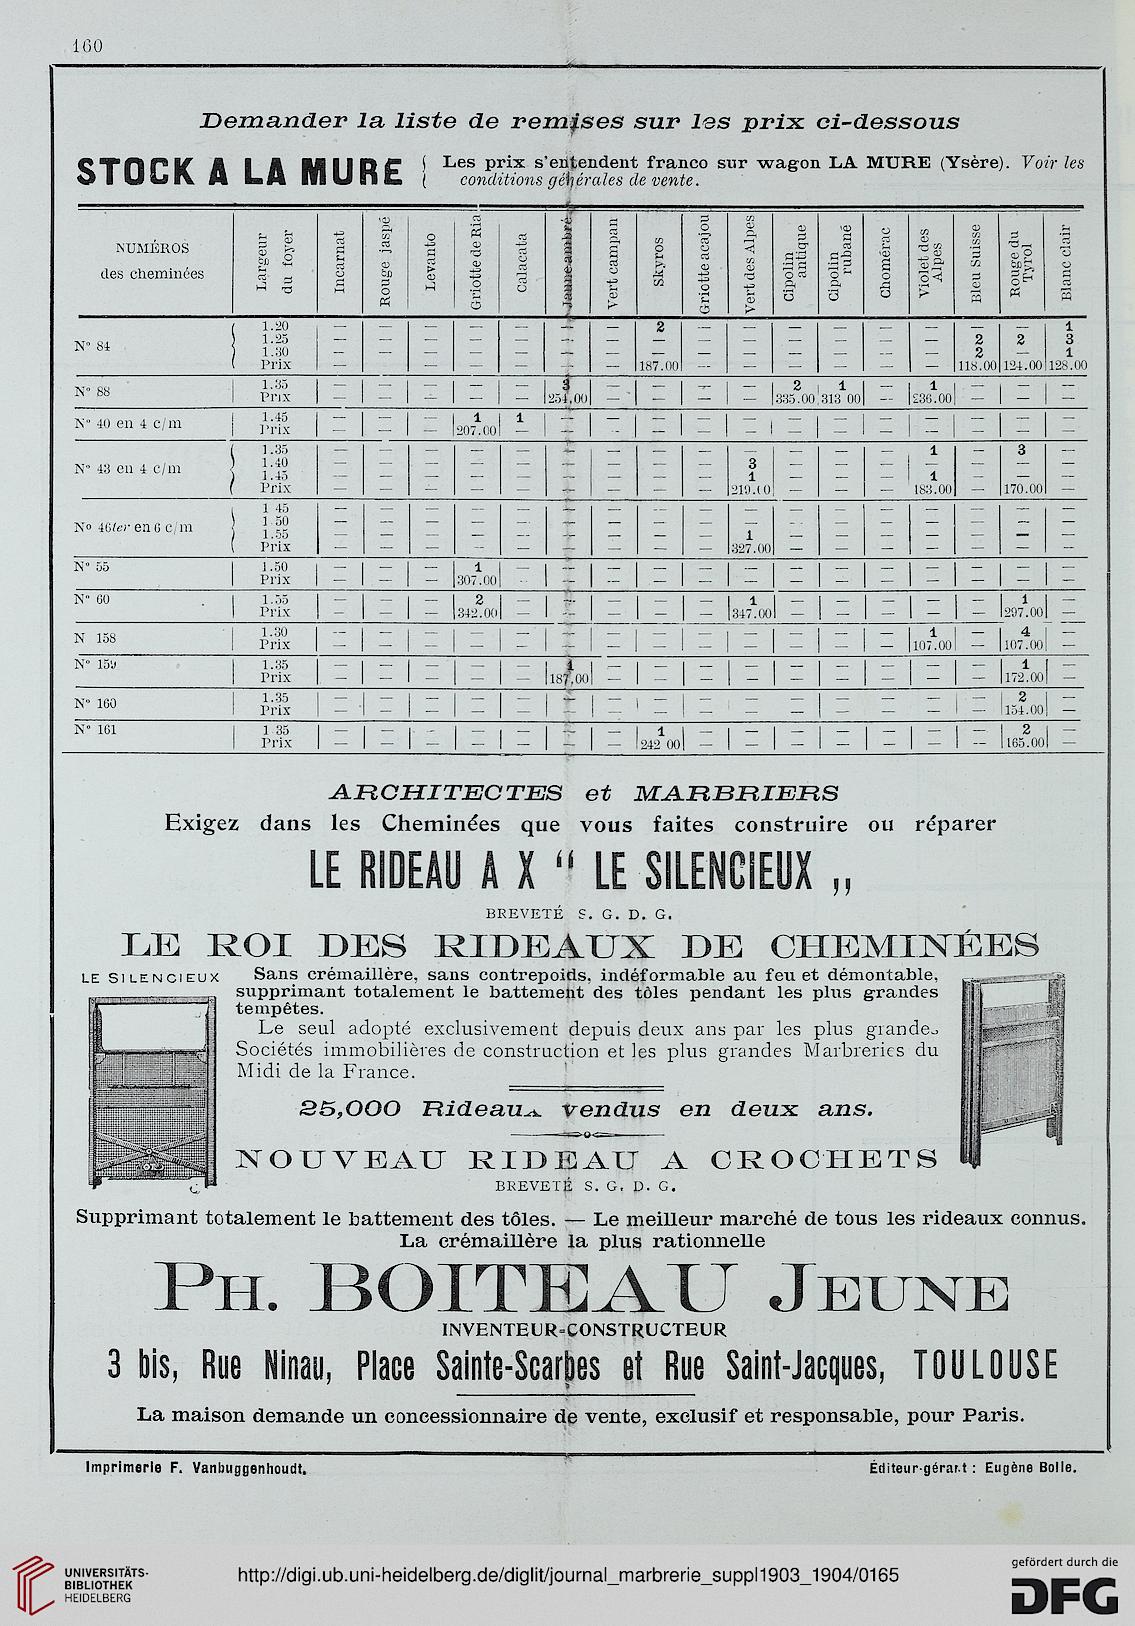 160
Demander la liste de remises sur les prix ci-dessous
STOCK A LA MURE { Les prix s'entendent franco sur wagon LA MURE (Ysère). Voir les
conditions générales de vente.
NUMÉROS des cheminées | Largeur du foyer | Incarnat | Rouge jaspé | Levanto | Griotte de Ria | Calacata | Jaune ambré | Vert campan | Skyros | Griotte acajou | Vert des Alpes | Cipolin antique | Cipolin rubané | Chomérac | Violet des Alpes | Bleu Suisse | Rouge du Tyrol | Blanc clair
N° 84 | 1.20 | — | — | — | — | — | — | — | 2 | — | — | — | — | — | — | — | — | 1
1.25 | — | — | — | — | — | — | — | — | — | — | — | — | — | — | 2 | 2 | 3
1.30 | — | — | — | — | — | — | — | — | — | — | — | — | — | — | 2 | — | 1
Prix | — | — | — | — | — | — | — | 187.00 | — | — | — | — | — | — | 118.00 | 124.00 | 128.00
N° 88 | 1.35 | — | — | — | — | — | 3 | — | — | — | — | 2 | 1 | — | 1 | — | — | —
Prix | — | — | — | — | — | 254.00 | — | — | — | — | 335.00 | 313 00 | — | 236.00 | — | — | —
N° 40 en 4 c/m | 1.45 | — | — | — | 1 | 1 | — | — | — | — | — | — | — | — | — | — | — | —
Prix | — | — | — | 207.00 | — | — | — | — | — | — | — | — | — | — | — | — | —
N° 43 en 4 c/m | 1.35 | — | — | — | — | — | — | — | — | — | — | — | — | — | 1 | — | 3 | —
1.40 | — | — | — | — | — | — | — | — | — | 3 | — | — | — | — | — | — | —
1.45 | — | — | — | — | — | — | — | — | — | 1 | — | — | — | 1 | — | — | —
Prix | — | — | — | — | — | — | — | — | — | 219.00 | — | — | — | 183.00 | — | 170.00 | —
No 46ter en 6 c/m | 1 45 | — | — | — | — | — | — | — | — | — | — | — | — | — | — | — | — | —
1 50 | — | — | — | — | — | — | — | — | — | — | — | — | — | — | — | — | —
1.55 | — | — | — | — | — | — | — | — | — | 1 | — | — | — | — | — | — | —
Prix | — | — | — | — | — | — | — | — | — | 327.00 | — | — | — | — | — | — | —
N° 55 | 1.50 | — | — | — | 1 | — | — | — | — | — | — | — | — | — | — | — | — | —
Prix | — | — | — | 307.00 | — | — | — | — | — | — | — | — | — | — | — | — | —
N° 60 | 1.55 | — | — | — | 2 | — | — | — | — | — | 1 | — | — | — | — | — | 1 | —
Prix | — | — | — | 342.00 | — | — | — | — | — | 347.00 | — | — | — | — | — | 297.00 | —
N 158 | 1.30 | — | — | — | — | — | — | — | — | — | — | — | — | — | 1 | — | 4 | —
Prix | — | — | — | — | — | — | — | — | — | — | — | — | — | 107.00 | — | 107.00 | —
N° 159 | 1.35 | — | — | — | — | — | 1 | — | — | — | — | — | — | — | — | — | 1 | —
Prix | — | — | — | — | — | 187.00 | — | — | — | — | — | — | — | — | — | 172.00 | —
N° 160 | 1.35 | — | — | — | — | — | — | — | — | — | — | — | — | — | — | — | 2 | —
Prix | — | — | — | — | — | — | — | — | — | — | — | — | — | — | — | 154.00 | —
N° 161 | 1 35 | — | — | — | — | — | — | — | 1 | — | — | — | — | — | — | — | 2 | —
Prix | — | — | — | — | — | — | — | 242 00 | — | — | — | — | — | — | — | 165.00 | —
ARCHITECTES et MARBRIERS
Exigez dans les Cheminées que vous faites construire ou réparer
LE RIDEAU A X “ LE SILENCIEUX „
BREVETÉ S. G. D. G.
LE ROI DES RIDEAUX DE CHEMINÉES
LE SILENCIEUX
Sans crémaillère, sans contrepoids, indéformable au feu et démontable,
supprimant totalement le battement des tôles pendant les plus grandes
tempêtes.
Le seul adopté exclusivement depuis deux ans par les plus grandes
Sociétés immobilières de construction et les plus grandes Marbreries du
Midi de la France.
25,000 Rideaux vendus en deux ans.
NOUVEAU RIDEAU A CROCHETS
BREVETÉ S. G. D. G.
Supprimant totalement le battement des tôles. — Le meilleur marché de tous les rideaux connus.
La crémaillère la plus rationnelle
PH. BOITEAU JEUNE
INVENTEUR-CONSTRUCTEUR
3 bis, Rue Ninau, Place Sainte-Scarbes et Rue Saint-Jacques, TOULOUSE
La maison demande un concessionnaire de vente, exclusif et responsable, pour Paris.
Imprimerie F. Vanbuggenhoudt.
Éditeur-gérant : Eugène Bolle.
UNIVERSITÄTS-
BIBLIOTHEK
HEIDELBERG
http://digi.ub.uni-heidelberg.de/diglit/journal_marbrerie_suppl1903_1904/0165
gefördert durch die
DFG